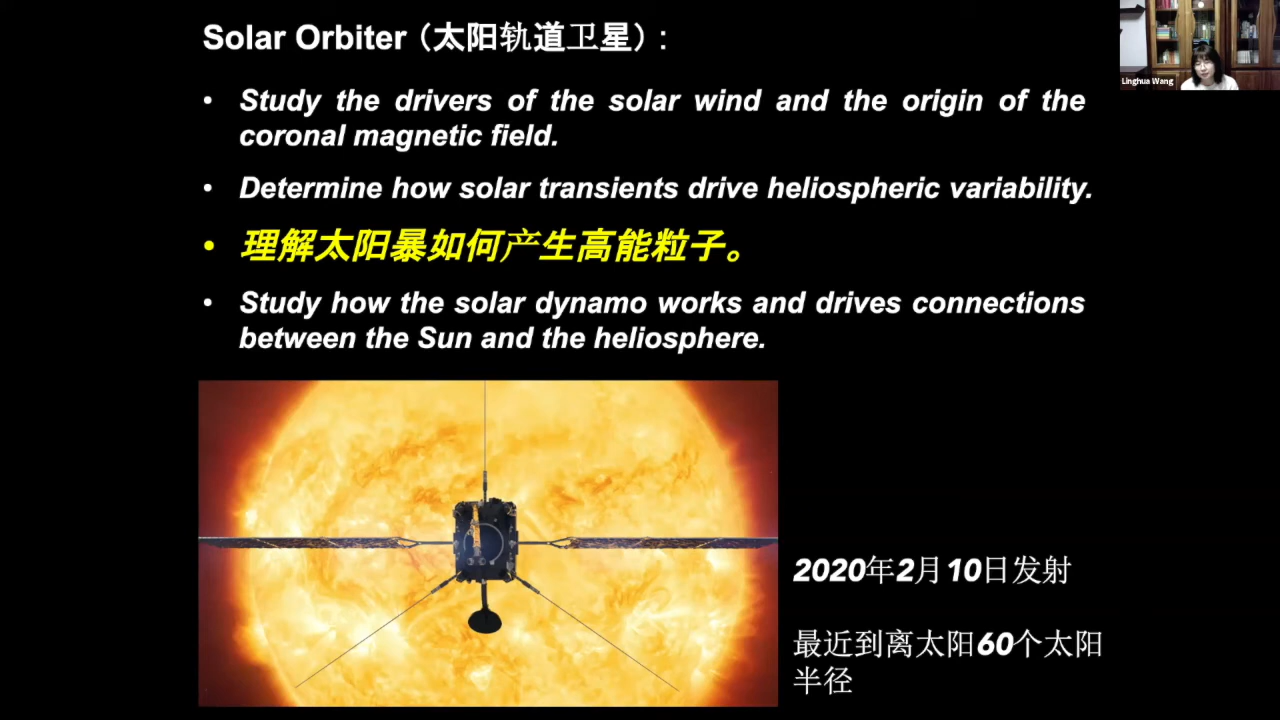 Solar Orbiter (太阳轨道卫星) :
Linghua Wang
• Study the drivers of the solar wind and the origin of the
coronal magnetic field.
• Determine how solar transients drive heliospheric variability.
• 理解太阳暴如何产生高能粒子。
• Study how the solar dynamo works and drives connections
between the Sun and the heliosphere.
2020年2月10日发射
最近到离太阳60个太阳
半径